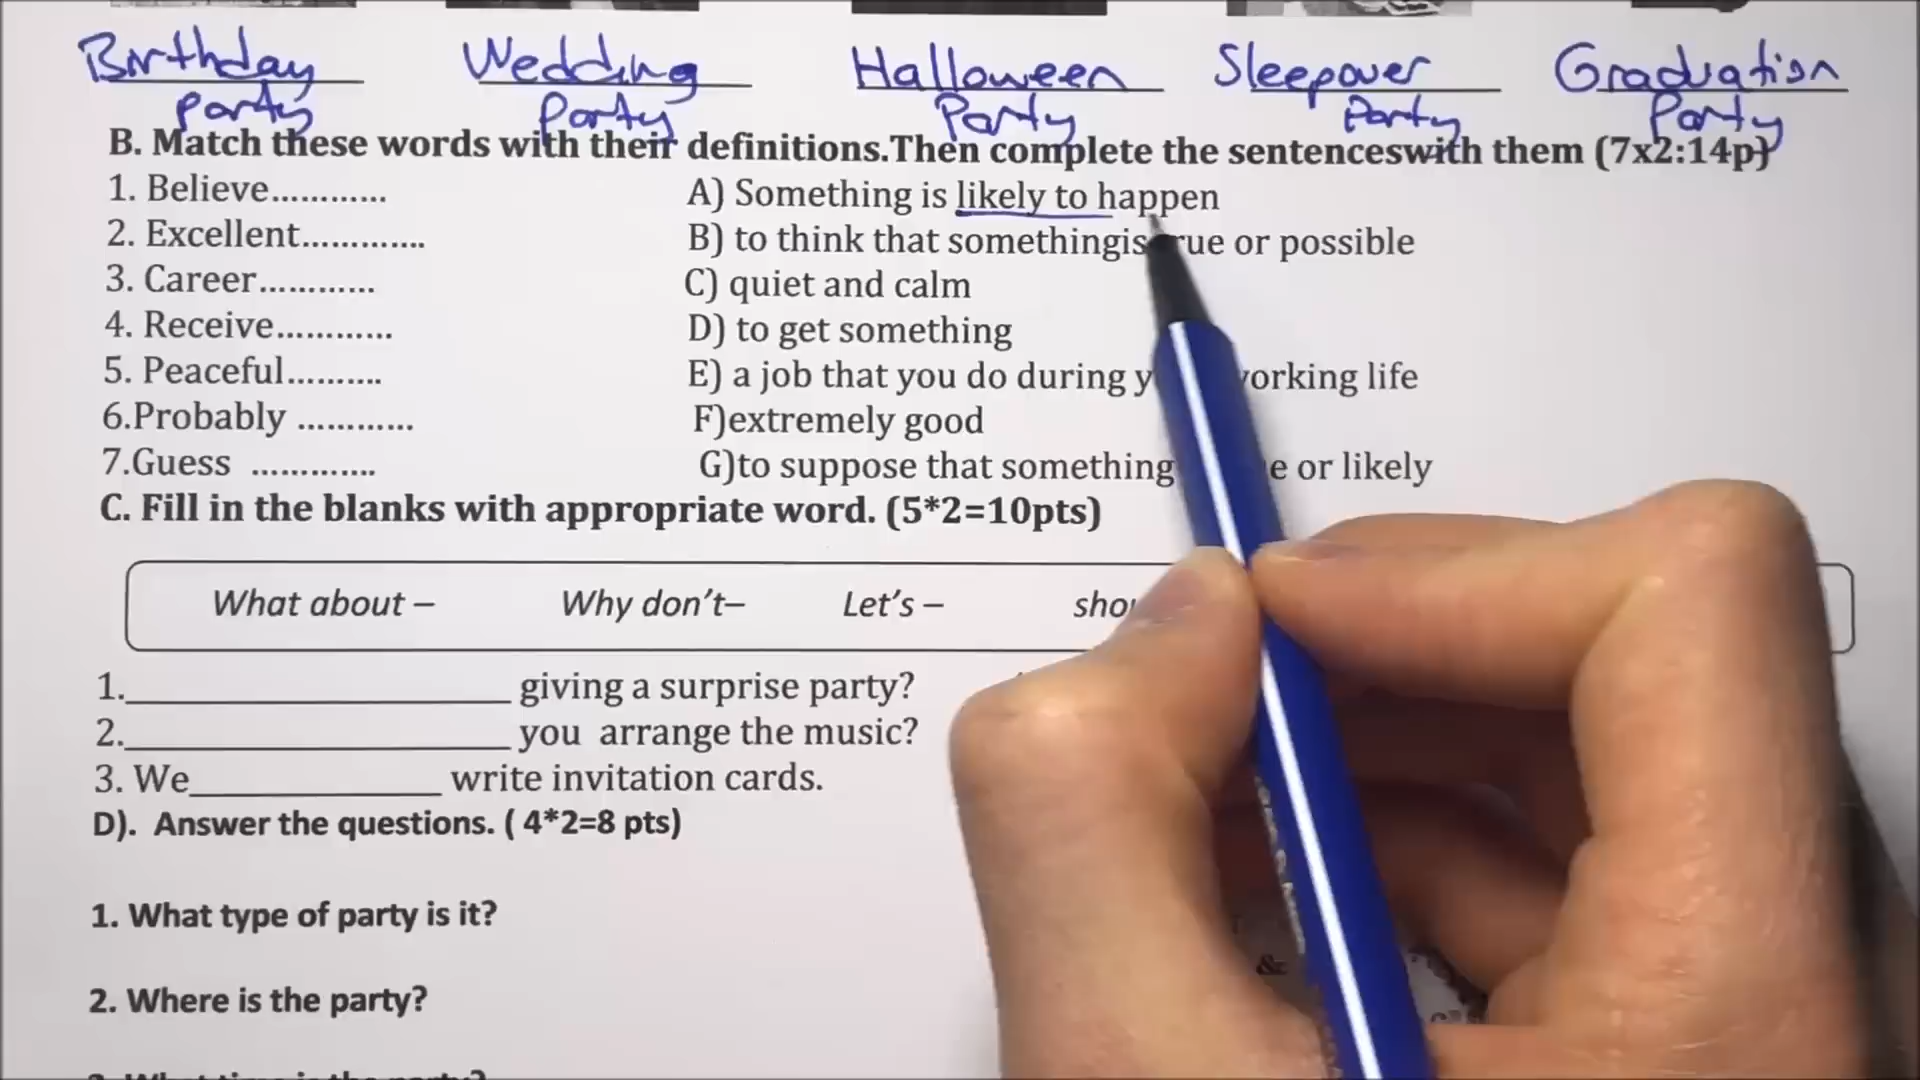 Birthday Wedding Halloween Sleepover Graduation
Party Party Party Party Party
B. Match these words with their definitions.Then complete the sentenceswith them (7x2:14p)
1. Believe............ A) Something is likely to happen
2. Excellent............. B) to think that somethingis rue or possible
3. Career............ C) quiet and calm
4. Receive............ D) to get something
5. Peaceful.......... E) a job that you do during working life
6.Probably ............ F)extremely good
7.Guess ............. G)to suppose that something or likely
C. Fill in the blanks with appropriate word. (5*2=10pts)
What about – Why don't– Let's –
1.____________________ giving a surprise party?
2.____________________ you arrange the music?
3. We_____________ write invitation cards.
D). Answer the questions. ( 4*2=8 pts)
1. What type of party is it?
2. Where is the party?